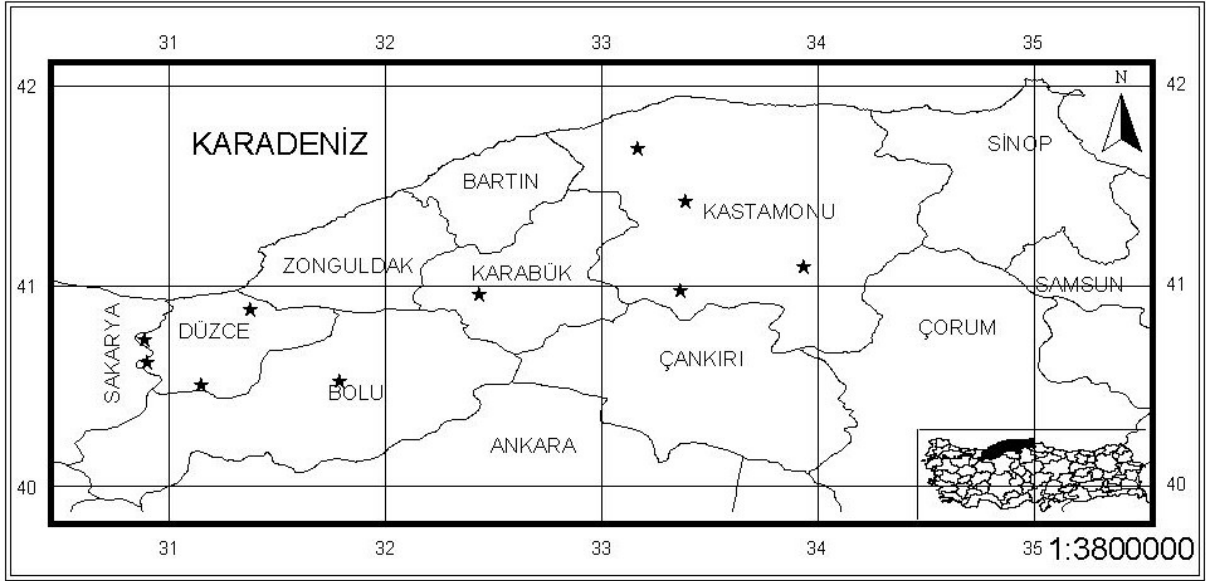 31 32 33 34 35
42 42
N
KARADENİZ
SİNOP
BARTIN
KASTAMONU
ZONGULDAK
KARABÜK
41 41
SAMSUN
SAKARYA
DÜZCE
ÇORUM
ÇANKIRI
BOLU
ANKARA
40 40
31 32 33 34 35
1:3800000